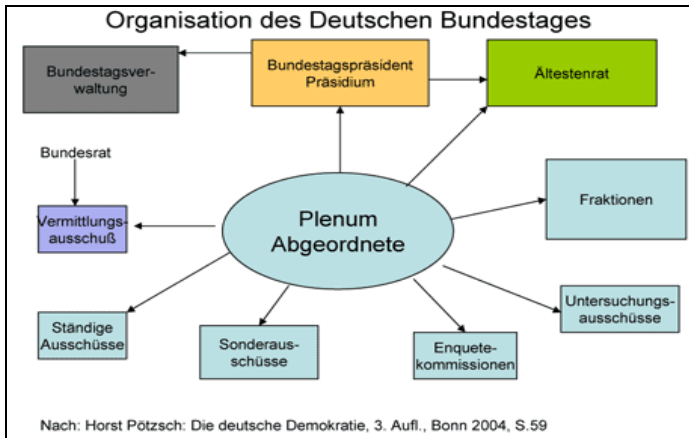 Organisation des Deutschen Bundestages
Bundestagsver-
waltung
Bundestagspräsident
Präsidium
Ältestenrat
Bundesrat
Vermittlungs-
ausschuß
Plenum
Abgeordnete
Fraktionen
Ständige
Ausschüsse
Sonderaus-
schüsse
Enquete-
kommissionen
Untersuchungs-
ausschüsse
Nach: Horst Pötzsch: Die deutsche Demokratie, 3. Aufl., Bonn 2004, S.59